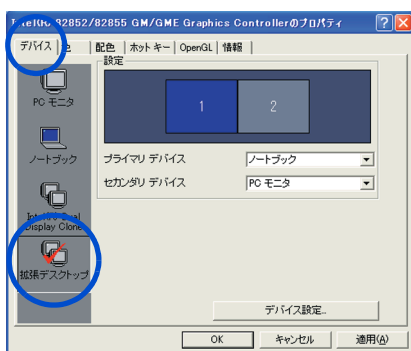 Intel(R) 82852/82855 GM/GME Graphics Controllerのプロパティ
デバイス 色 配色 ホット キー OpenGL 情報
設定
PC モニタ
1 2
ノートブック
プライマリ デバイス ノートブック
セカンダリ デバイス PC モニタ
Intel(R) Dual
Display Clone
拡張デスクトップ
デバイス設定...
OK キャンセル 適用(A)